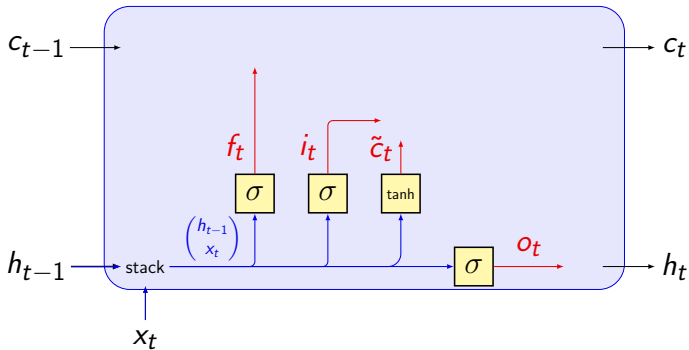 c_{t−1} c_t
f_t i_t c̃_t
σ σ tanh
(h_{t−1}
x_t)
o_t
h_{t−1} stack σ h_t
x_t